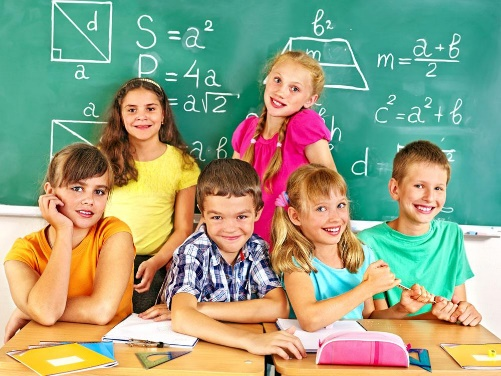 d
a
S = a²
P = 4a
= a√2
a
b²
m
m = a+b
2
c² = a² + b
h
d